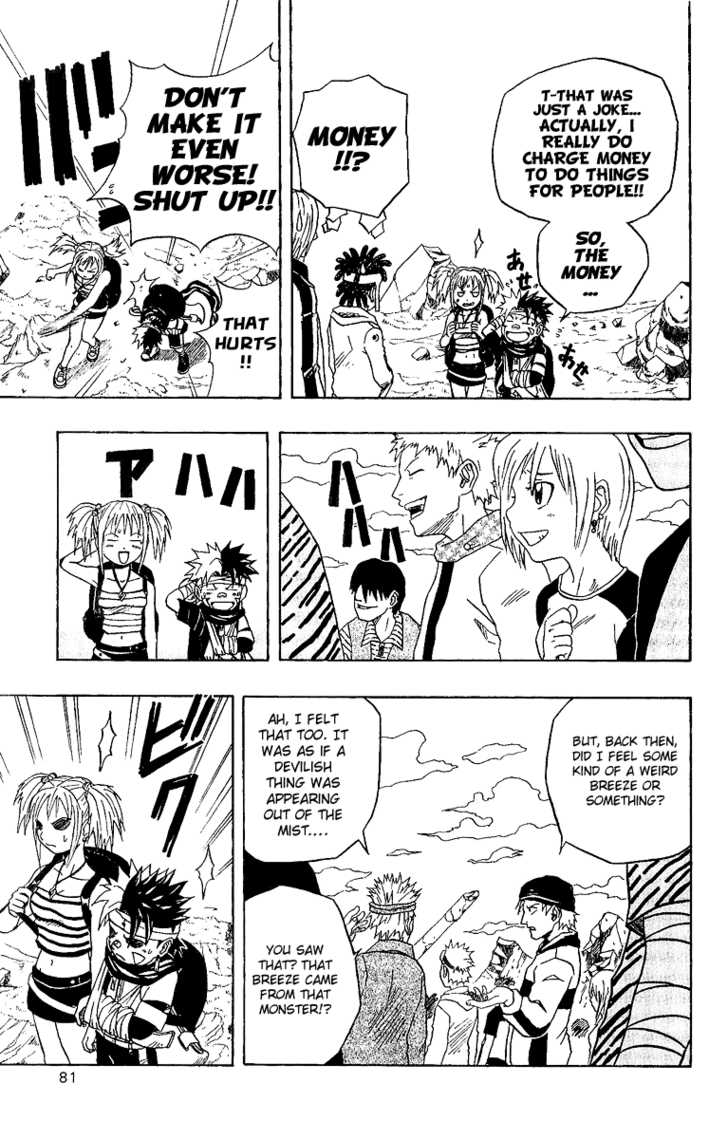 T-THAT WAS
JUST A JOKE...
ACTUALLY, I
REALLY DO
CHARGE MONEY
TO DO THINGS
FOR PEOPLE!!
SO,
THE
MONEY
...
あせっ
あせっ
MONEY
!!?
DON'T
MAKE IT
EVEN
WORSE!
SHUT UP!!
バシ
THAT
HURTS
!!
ハハハ
アハハ
BUT, BACK THEN,
DID I FEEL SOME
KIND OF A WEIRD
BREEZE OR
SOMETHING?
AH, I FELT
THAT TOO. IT
WAS AS IF A
DEVILISH
THING WAS
APPEARING
OUT OF THE
MIST....
YOU SAW
THAT? THAT
BREEZE CAME
FROM THAT
MONSTER!?
ビク
81